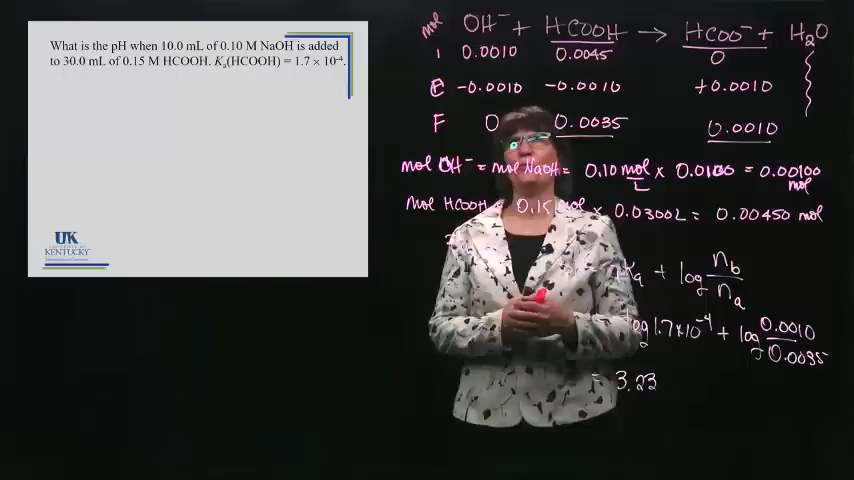 What is the pH when 10.0 mL of 0.10 M NaOH is added
to 30.0 mL of 0.15 M HCOOH. Kₐ(HCOOH) = 1.7 × 10⁻⁴.
UK
KENTUCKY
mol OH⁻ + HCOOH → HCOO⁻ + H₂O
I 0.0010 0.0045 0
C -0.0010 -0.0010 +0.0010
F 0 0.0035 0.0010
mol OH⁻ = mol NaOH = 0.10 mol/L × 0.0100 = 0.00100 mol
mol HCOOH 0.15 mol × 0.0300L = 0.00450 mol
Kₐ + log n_b/n_a
log 1.7×10⁻⁴ + log 0.0010/0.0035
= 3.23